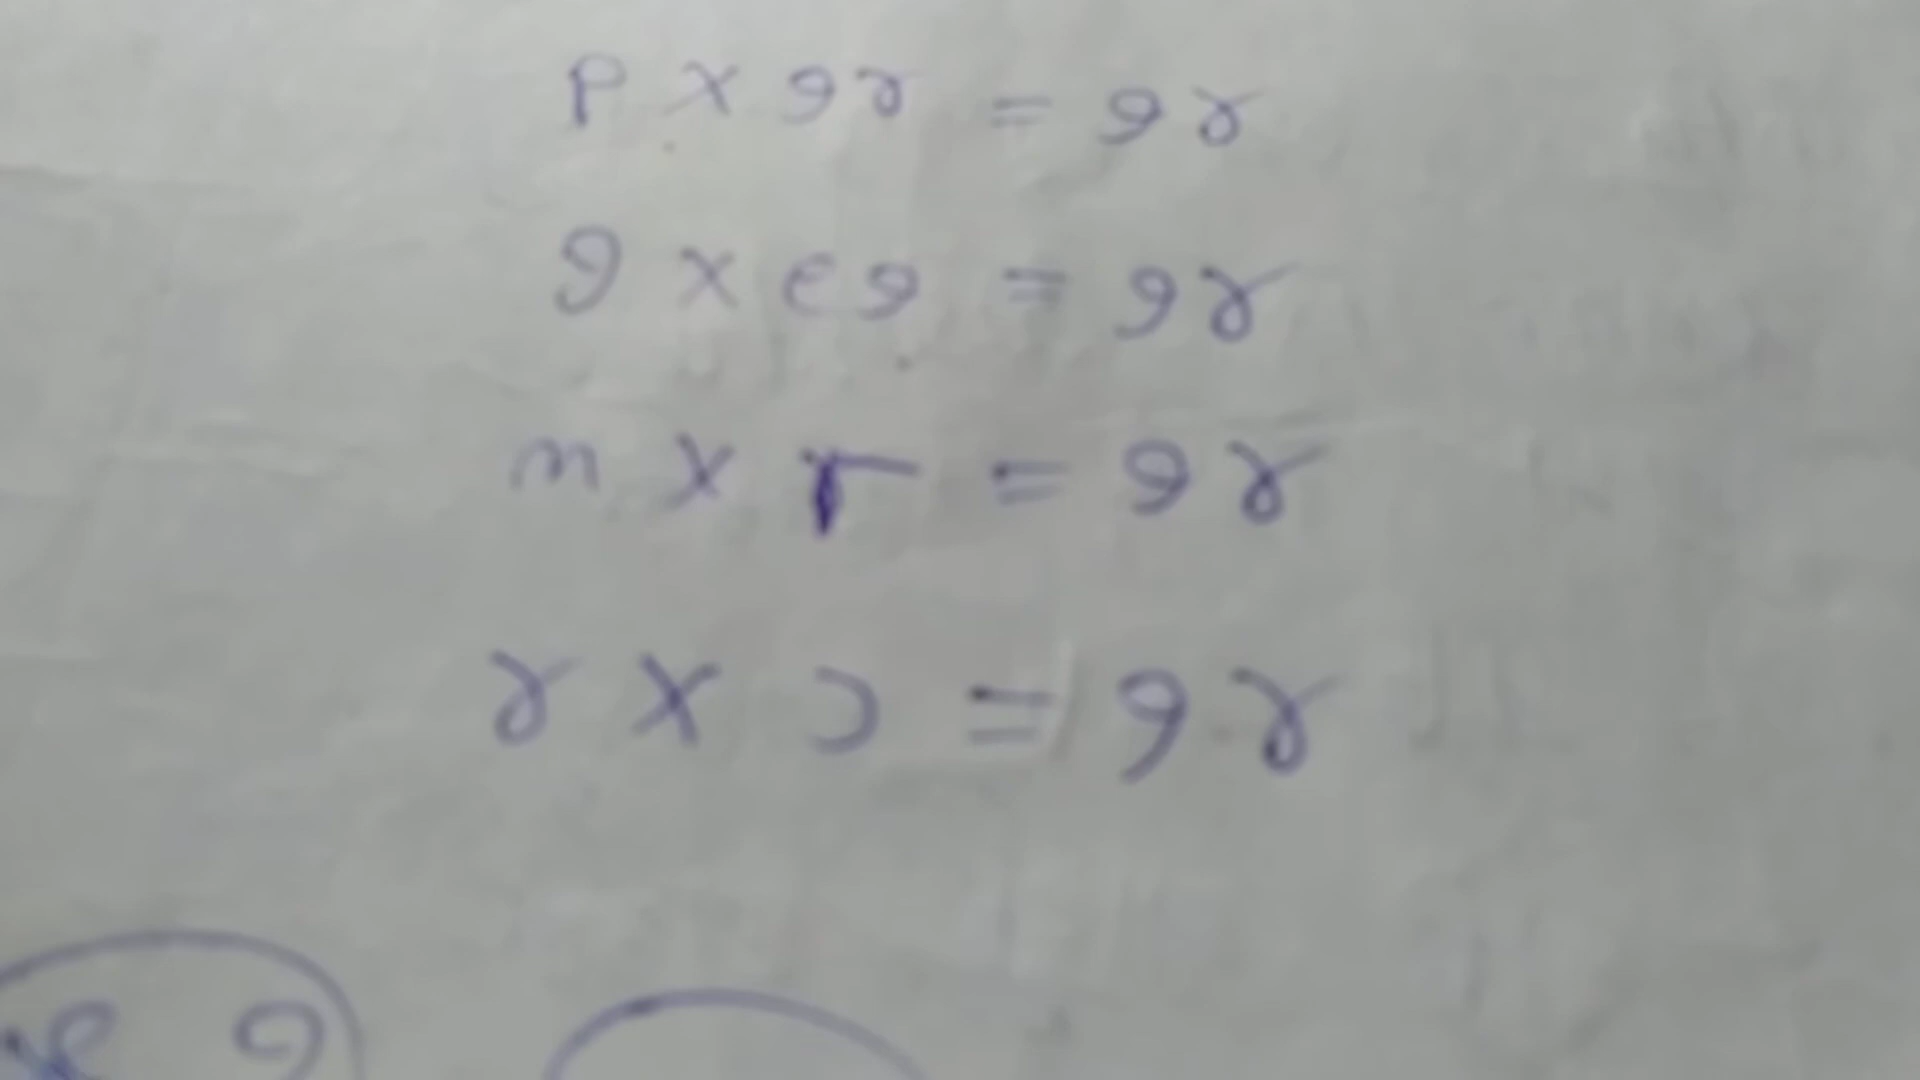 ୧ x ୨୪ = ୨୪
୨ x ୧୨ = ୨୪
୩ x ୮ = ୨୪
୪ x ୬ = ୨୪